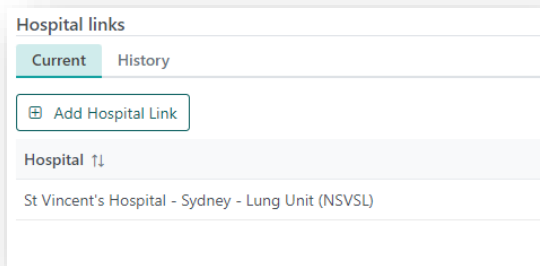 Hospital links
Current History
Add Hospital Link
Hospital ↑↓
St Vincent's Hospital - Sydney - Lung Unit (NSVSL)